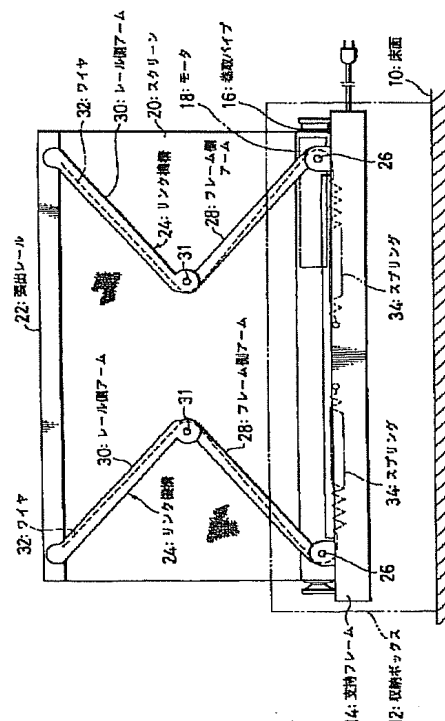 22: 張出レール
32: ワイヤ
30: レール側アーム
24: リンク機構
31
28: フレーム側アーム
26
34: スプリング
14: 支持フレーム
12: 収納ボックス
32: ワイヤ
30: レール側アーム
20: スクリーン
24: リンク機構
31
28: フレーム側
アーム
18: モータ
16: 巻取パイプ
26
34: スプリング
10: 床面